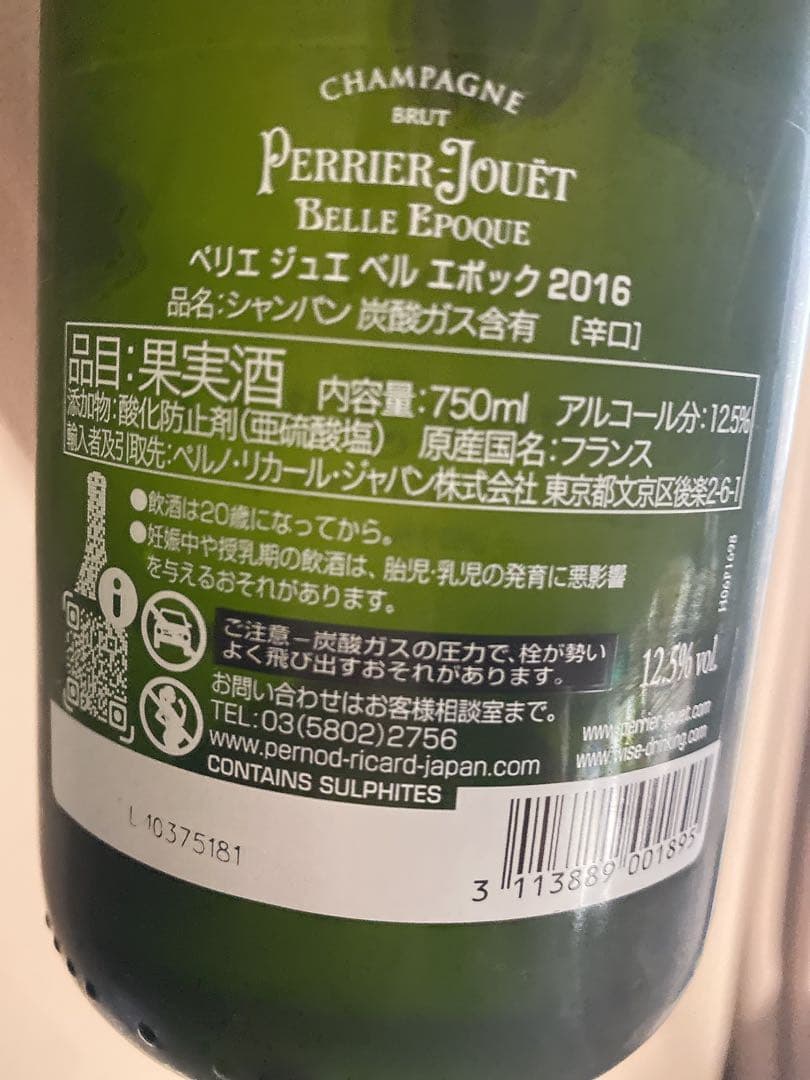 CHAMPAGNE
BRUT
PERRIER-JOUËT
BELLE EPOQUE
ペリエ ジュエ ベル エポック 2016
品名:シャンパン 炭酸ガス含有 [辛口]
品目:果実酒 内容量:750ml アルコール分:12.5%
添加物:酸化防止剤(亜硫酸塩) 原産国名:フランス
輸入者及引取先:ペルノ・リカール・ジャパン株式会社 東京都文京区後楽2-6-1
●飲酒は20歳になってから。
●妊娠中や授乳期の飲酒は、胎児・乳児の発育に悪影響
を与えるおそれがあります。
ご注意-炭酸ガスの圧力で、栓が勢い
よく飛び出すおそれがあります。
12.5% vol.
お問い合わせはお客様相談室まで。
TEL:03(5802)2756
www.pernod-ricard-japan.com
www.perrier-jouet.com
www.wise-drinking.com
CONTAINS SULPHITES
10375181
3 113889 001895